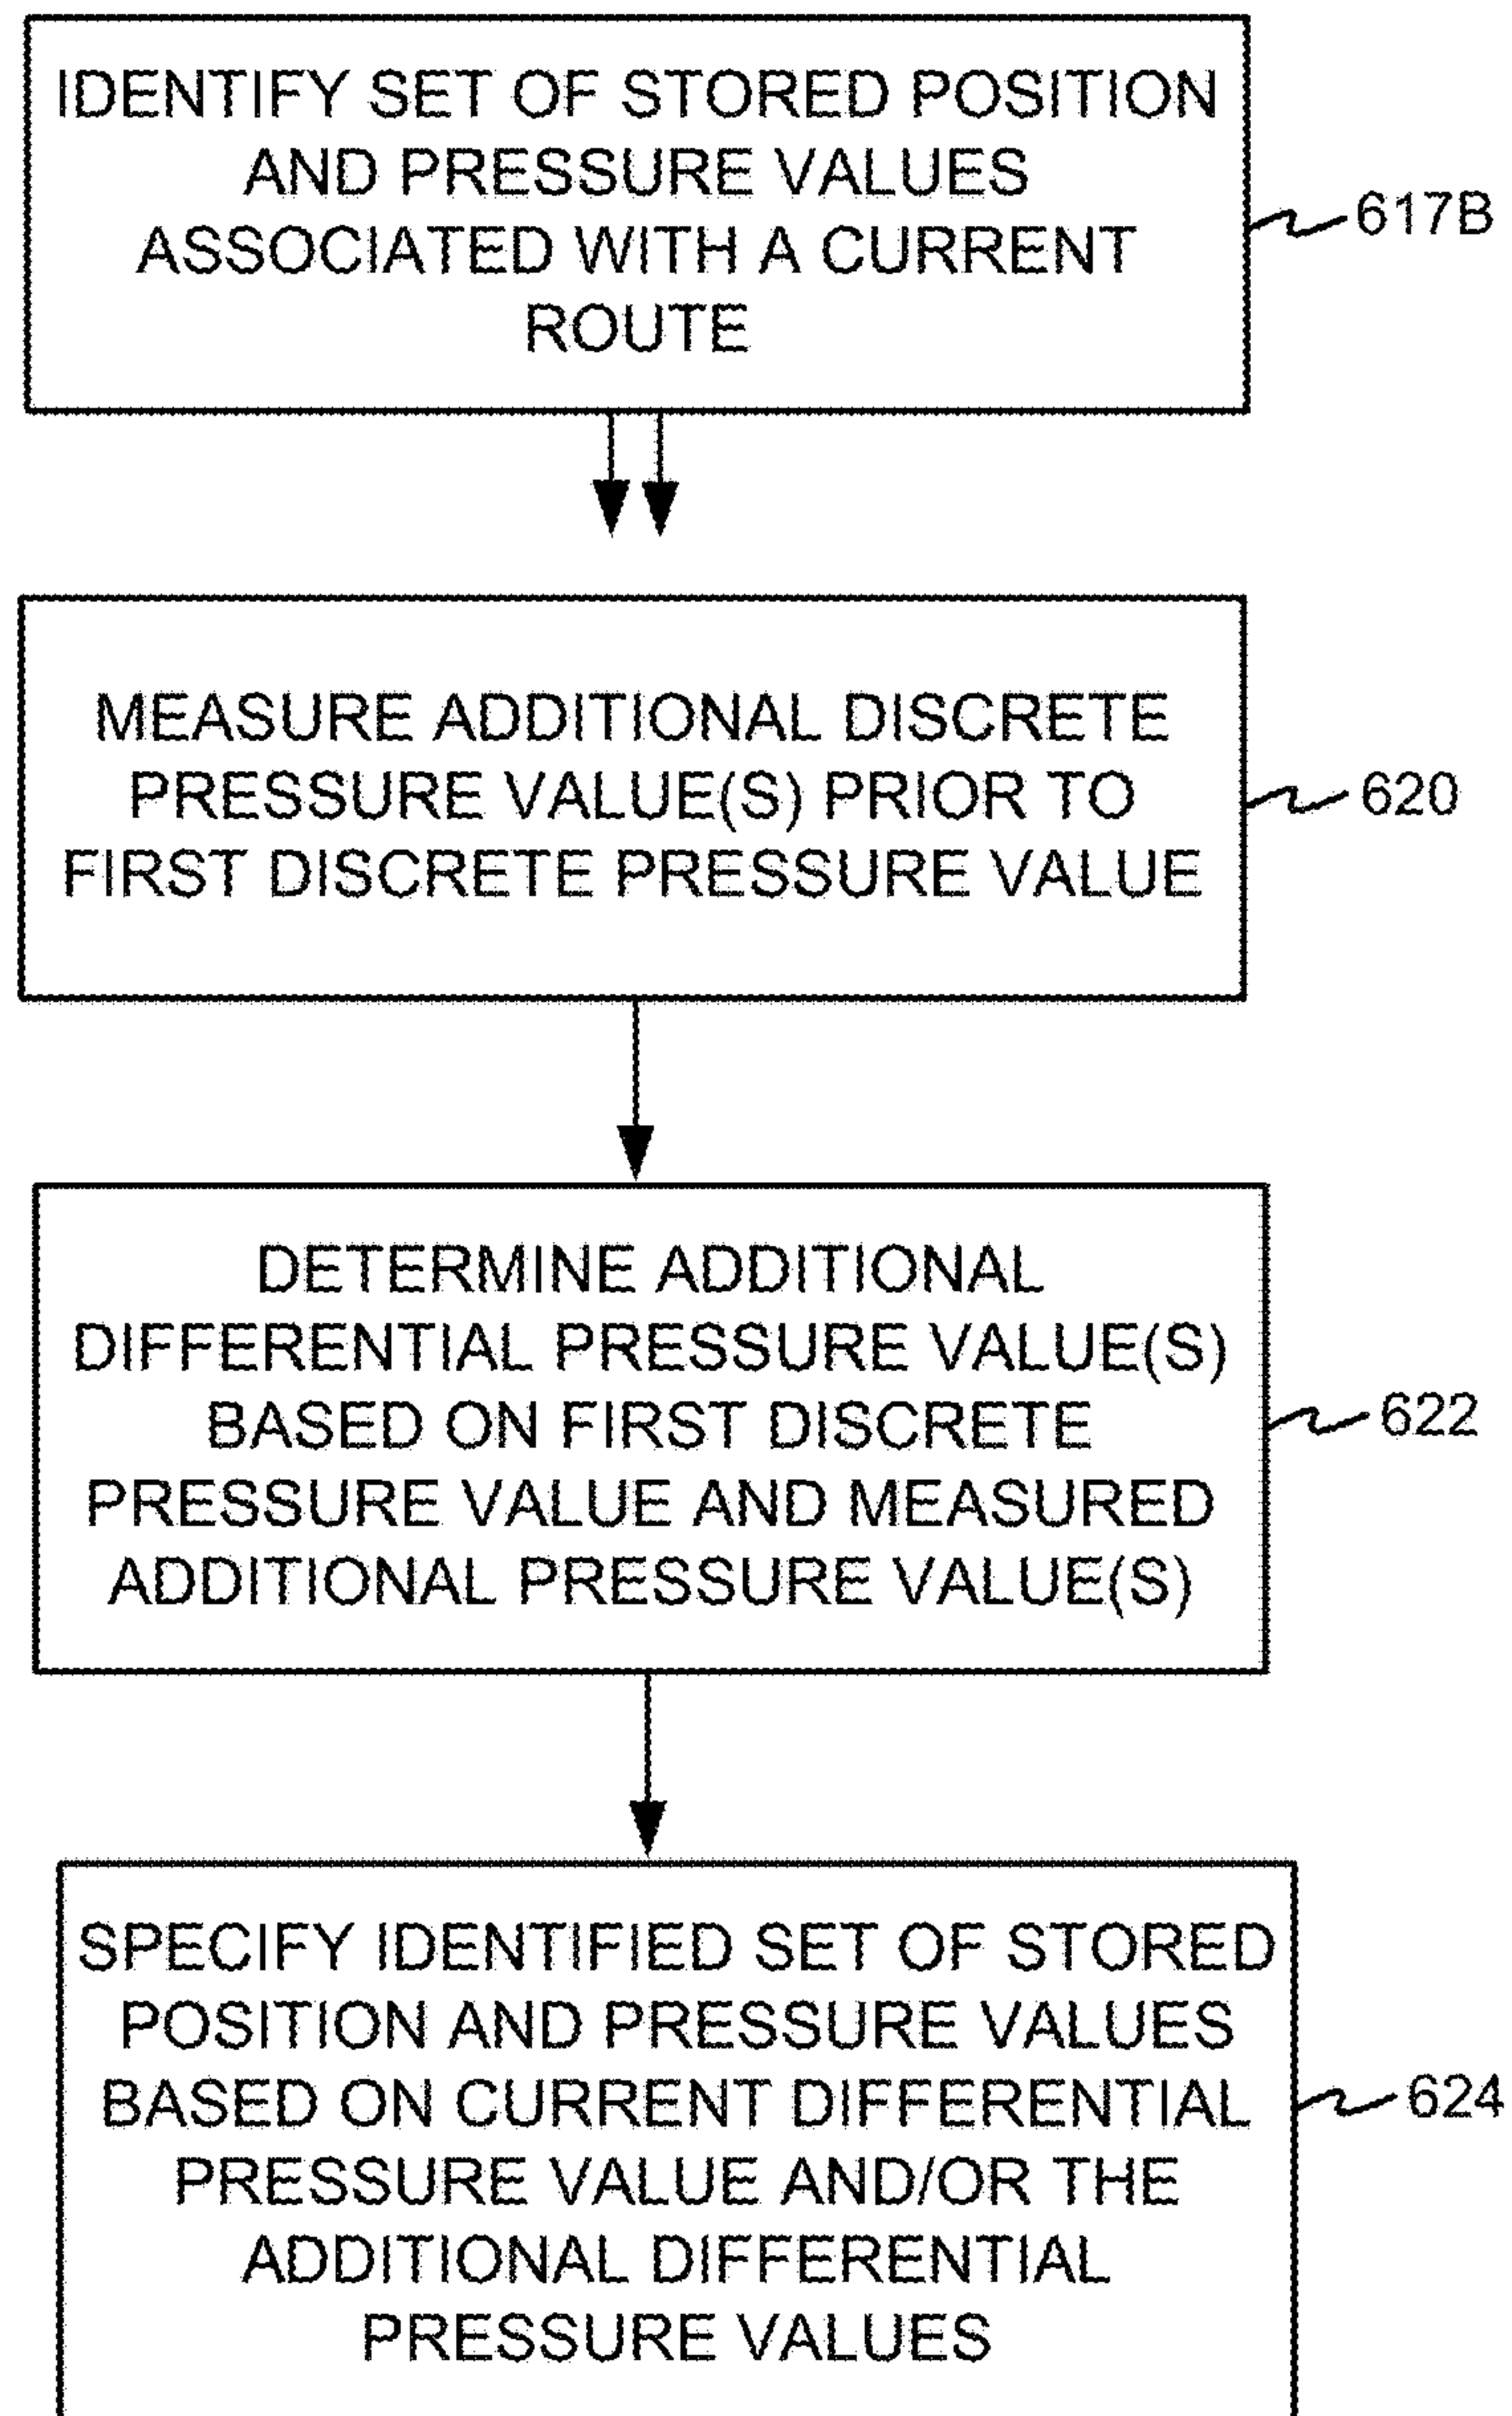 IDENTIFY SET OF STORED POSITION
AND PRESSURE VALUES
ASSOCIATED WITH A CURRENT
ROUTE
617B
MEASURE ADDITIONAL DISCRETE
PRESSURE VALUE(S) PRIOR TO
FIRST DISCRETE PRESSURE VALUE
620
DETERMINE ADDITIONAL
DIFFERENTIAL PRESSURE VALUE(S)
BASED ON FIRST DISCRETE
PRESSURE VALUE AND MEASURED
ADDITIONAL PRESSURE VALUE(S)
622
SPECIFY IDENTIFIED SET OF STORED
POSITION AND PRESSURE VALUES
BASED ON CURRENT DIFFERENTIAL
PRESSURE VALUE AND/OR THE
ADDITIONAL DIFFERENTIAL
PRESSURE VALUES
624